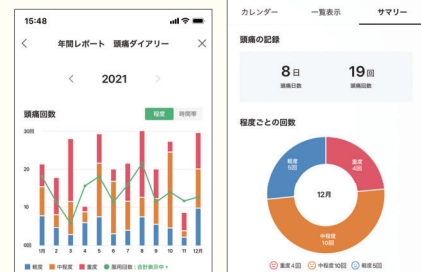 15:48
年間レポート 頭痛ダイアリー
2021
頭痛回数
程度 時間帯
30回
20
10
0回
1月 2 3 4 5 6 7 8 9 10 11 12月
軽度 中程度 重度 服用回数:合計表示中
カレンダー 一覧表示 サマリー
頭痛の記録
8日 19回
頭痛日数 頭痛回数
程度ごとの回数
軽度
5回
重度
4回
12月
中程度
10回
重度4回 中程度10回 軽度5回